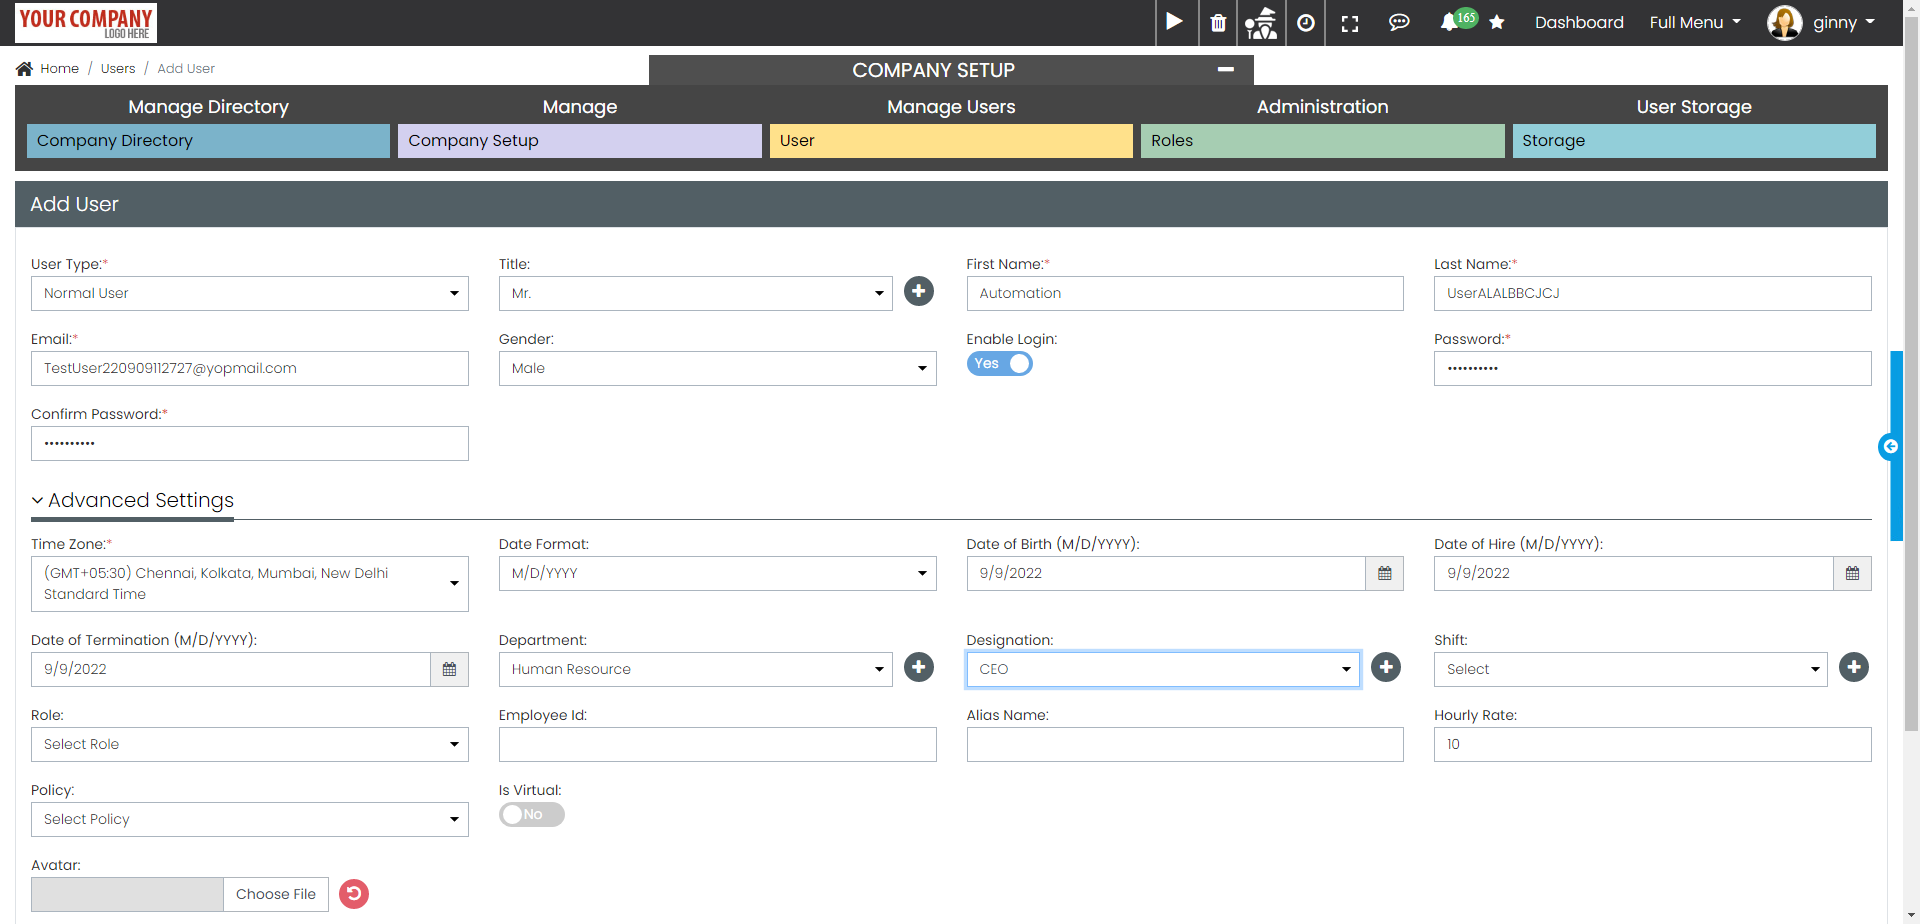 YOUR COMPANY
LOGO HERE
165
Dashboard
Full Menu
ginny
Home / Users / Add User
COMPANY SETUP
Manage Directory
Manage
Manage Users
Administration
User Storage
Company Directory
Company Setup
User
Roles
Storage
Add User
User Type:*
Title:
First Name:*
Last Name:*
Normal User
Mr.
Automation
UserALALBBCJCJ
Email:*
Gender:
Enable Login:
Password:*
TestUser220909112727@yopmail.com
Male
Yes
••••••••••
Confirm Password:*
••••••••••
Advanced Settings
Time Zone:*
Date Format:
Date of Birth (M/D/YYYY):
Date of Hire (M/D/YYYY):
(GMT+05:30) Chennai, Kolkata, Mumbai, New Delhi
Standard Time
M/D/YYYY
9/9/2022
9/9/2022
Date of Termination (M/D/YYYY):
Department:
Designation:
Shift:
9/9/2022
Human Resource
CEO
Select
Role:
Employee Id:
Alias Name:
Hourly Rate:
Select Role
10
Policy:
Is Virtual:
Select Policy
No
Avatar:
Choose File